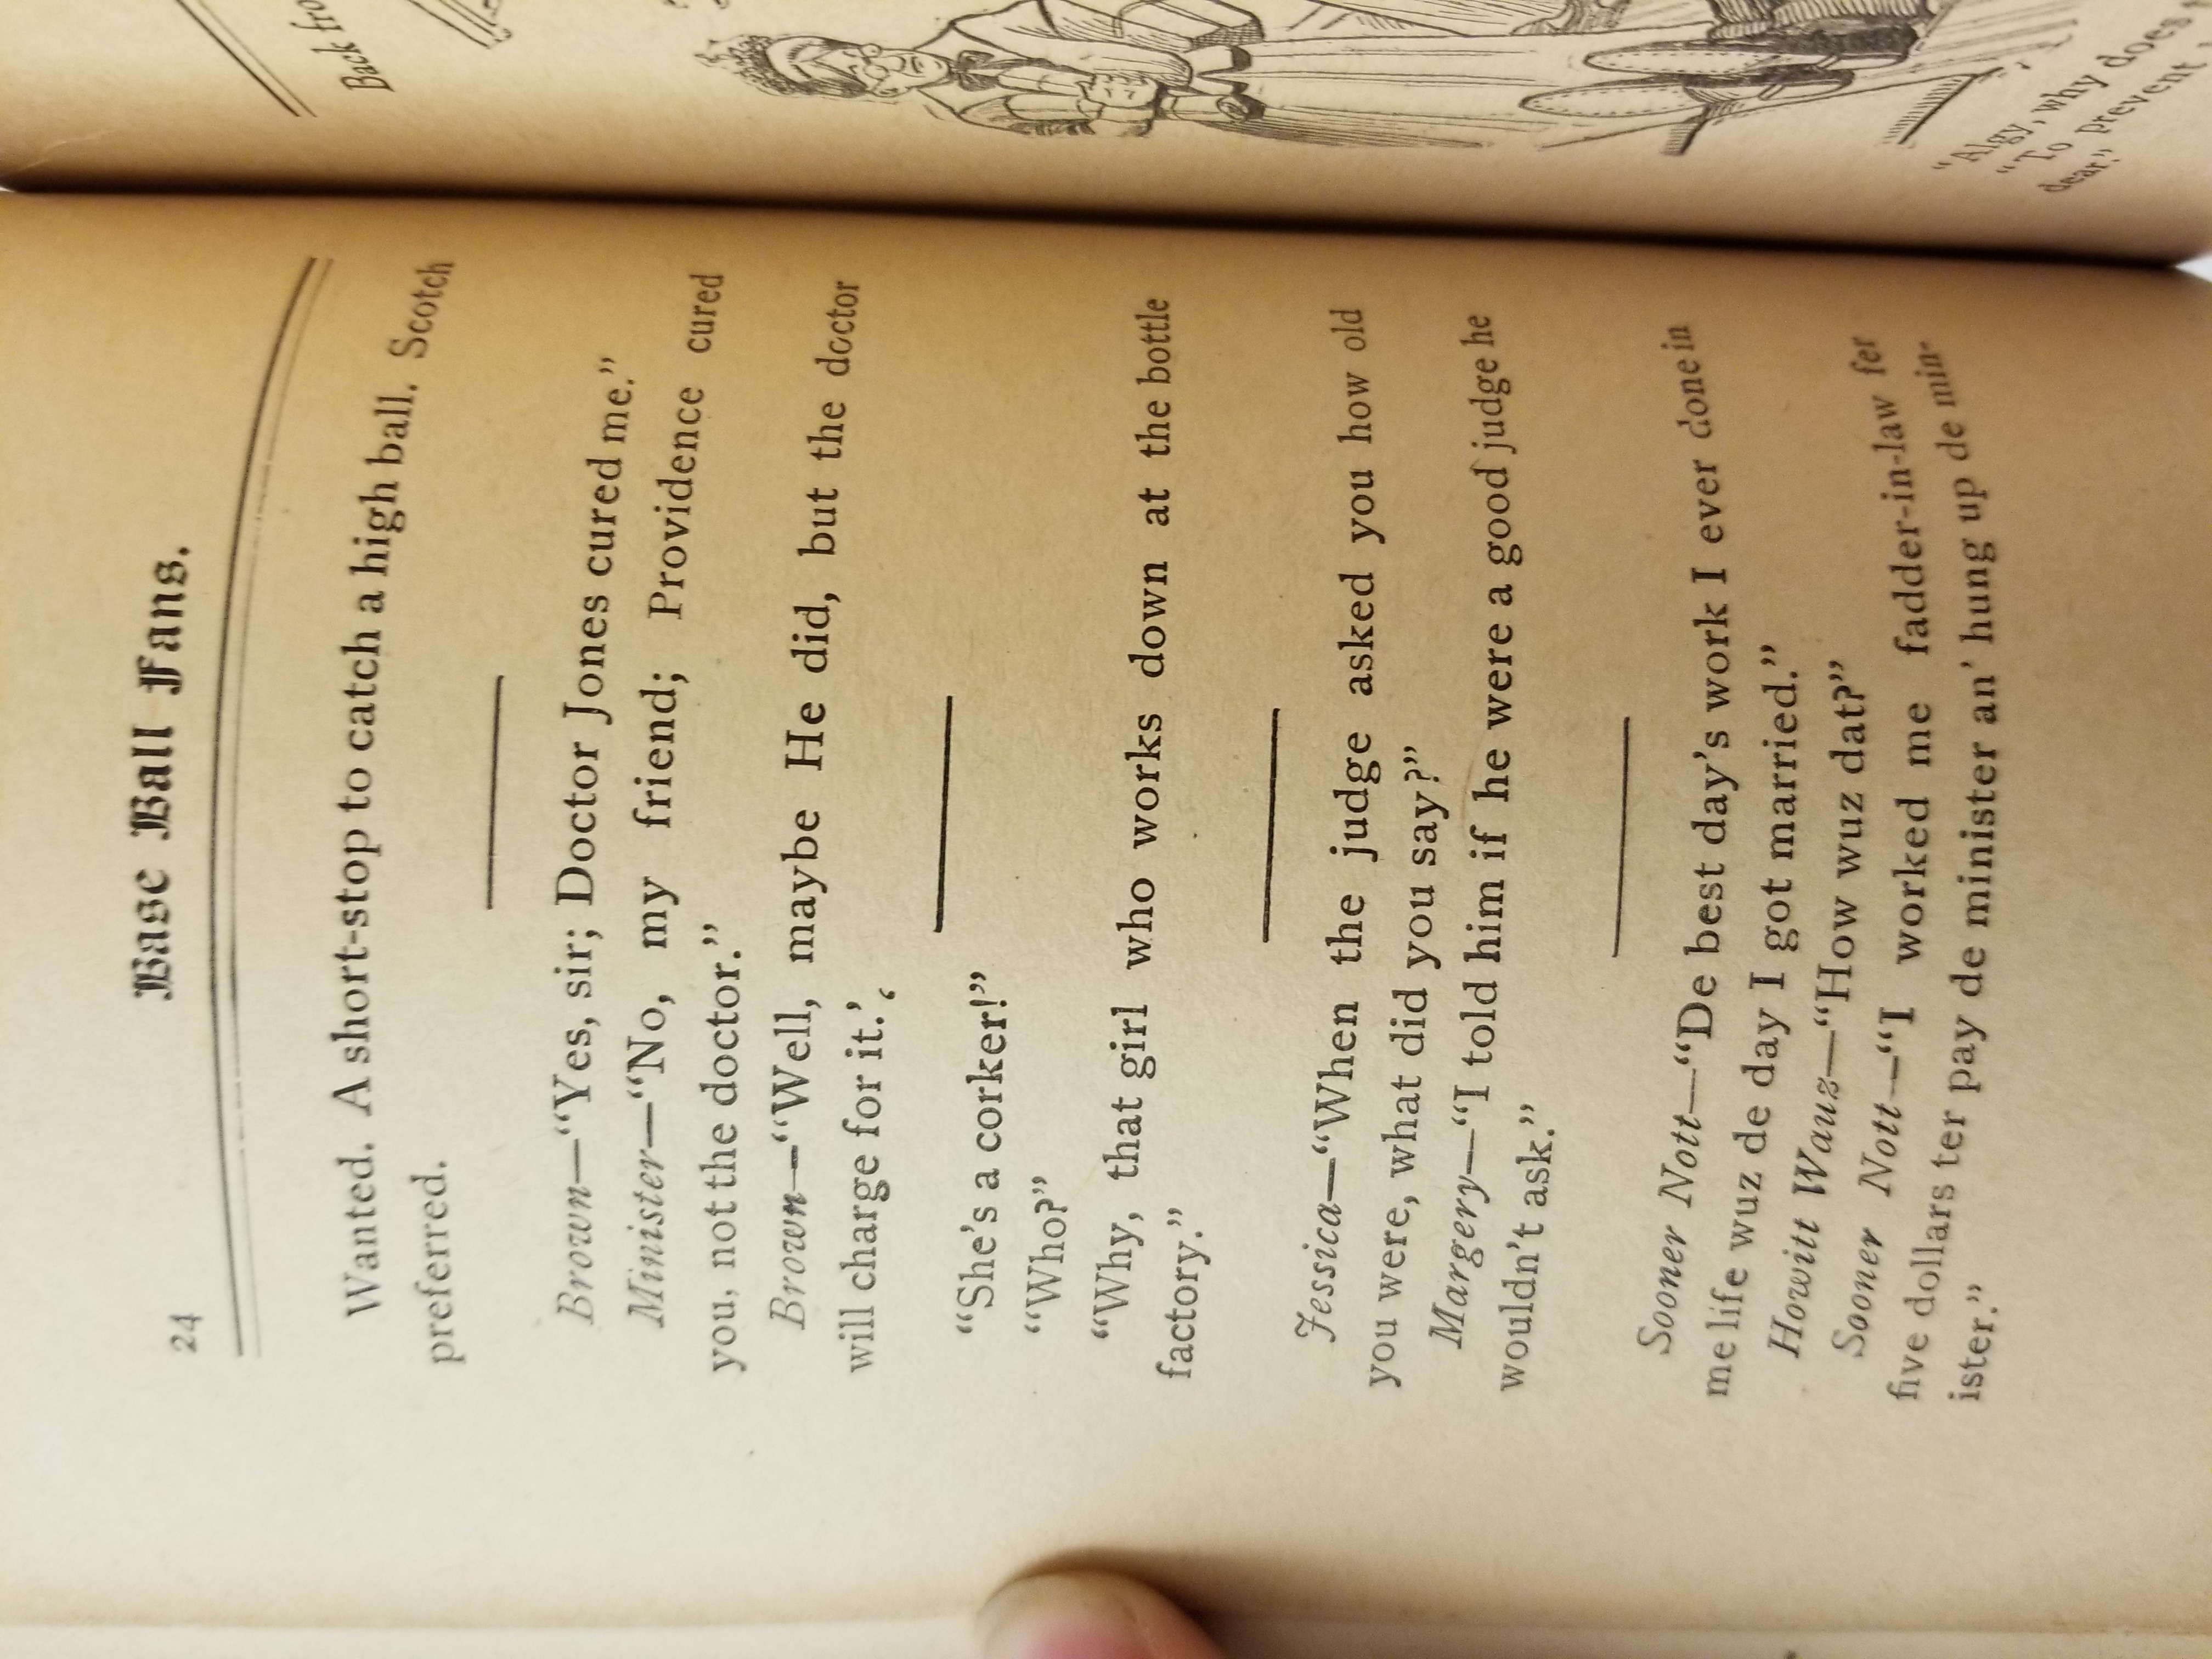 24
Base Ball Fans.
Wanted. A short-stop to catch a high ball. Scotch
preferred.
Brown—“Yes, sir; Doctor Jones cured me.”
Minister—“No, my friend; Providence cured
you, not the doctor.”
Brown—“Well, maybe He did, but the doctor
will charge for it.’‘
“She’s a corker!”
“Who?”
“Why, that girl who works down at the bottle
factory.”
Jessica—“When the judge asked you how old
you were, what did you say?”
Margery—“I told him if he were a good judge he
wouldn’t ask.”
Sooner Nott—“De best day’s work I ever done in
me life wuz de day I got married.”
Howitt Wauz—“How wuz dat?”
Sooner Nott—“I worked me fadder-in-law fer
five dollars ter pay de minister an’ hung up de min-
ister.”
Back
“Algy, why does
“To prevent
dear.”